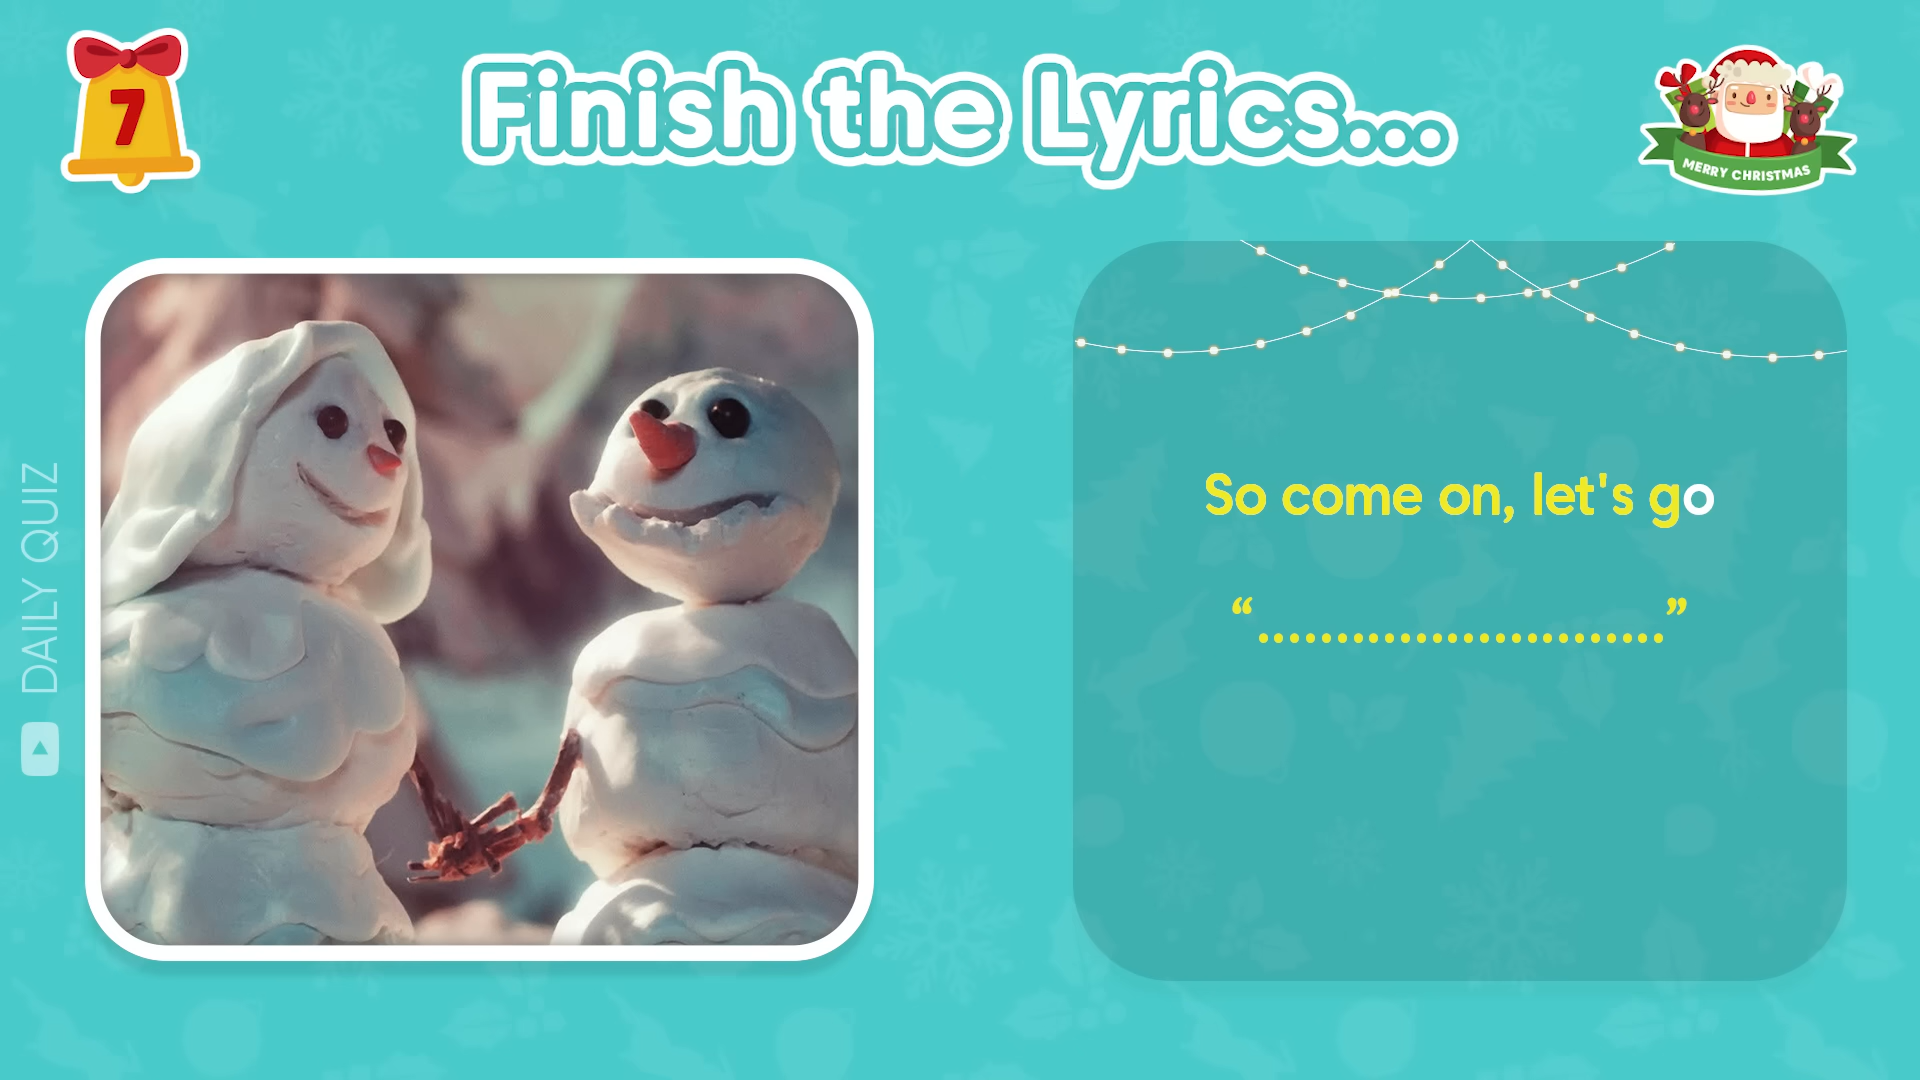 7
Finish the Lyrics...
MERRY CHRISTMAS
DAILY QUIZ
So come on, let's go
“..........................”